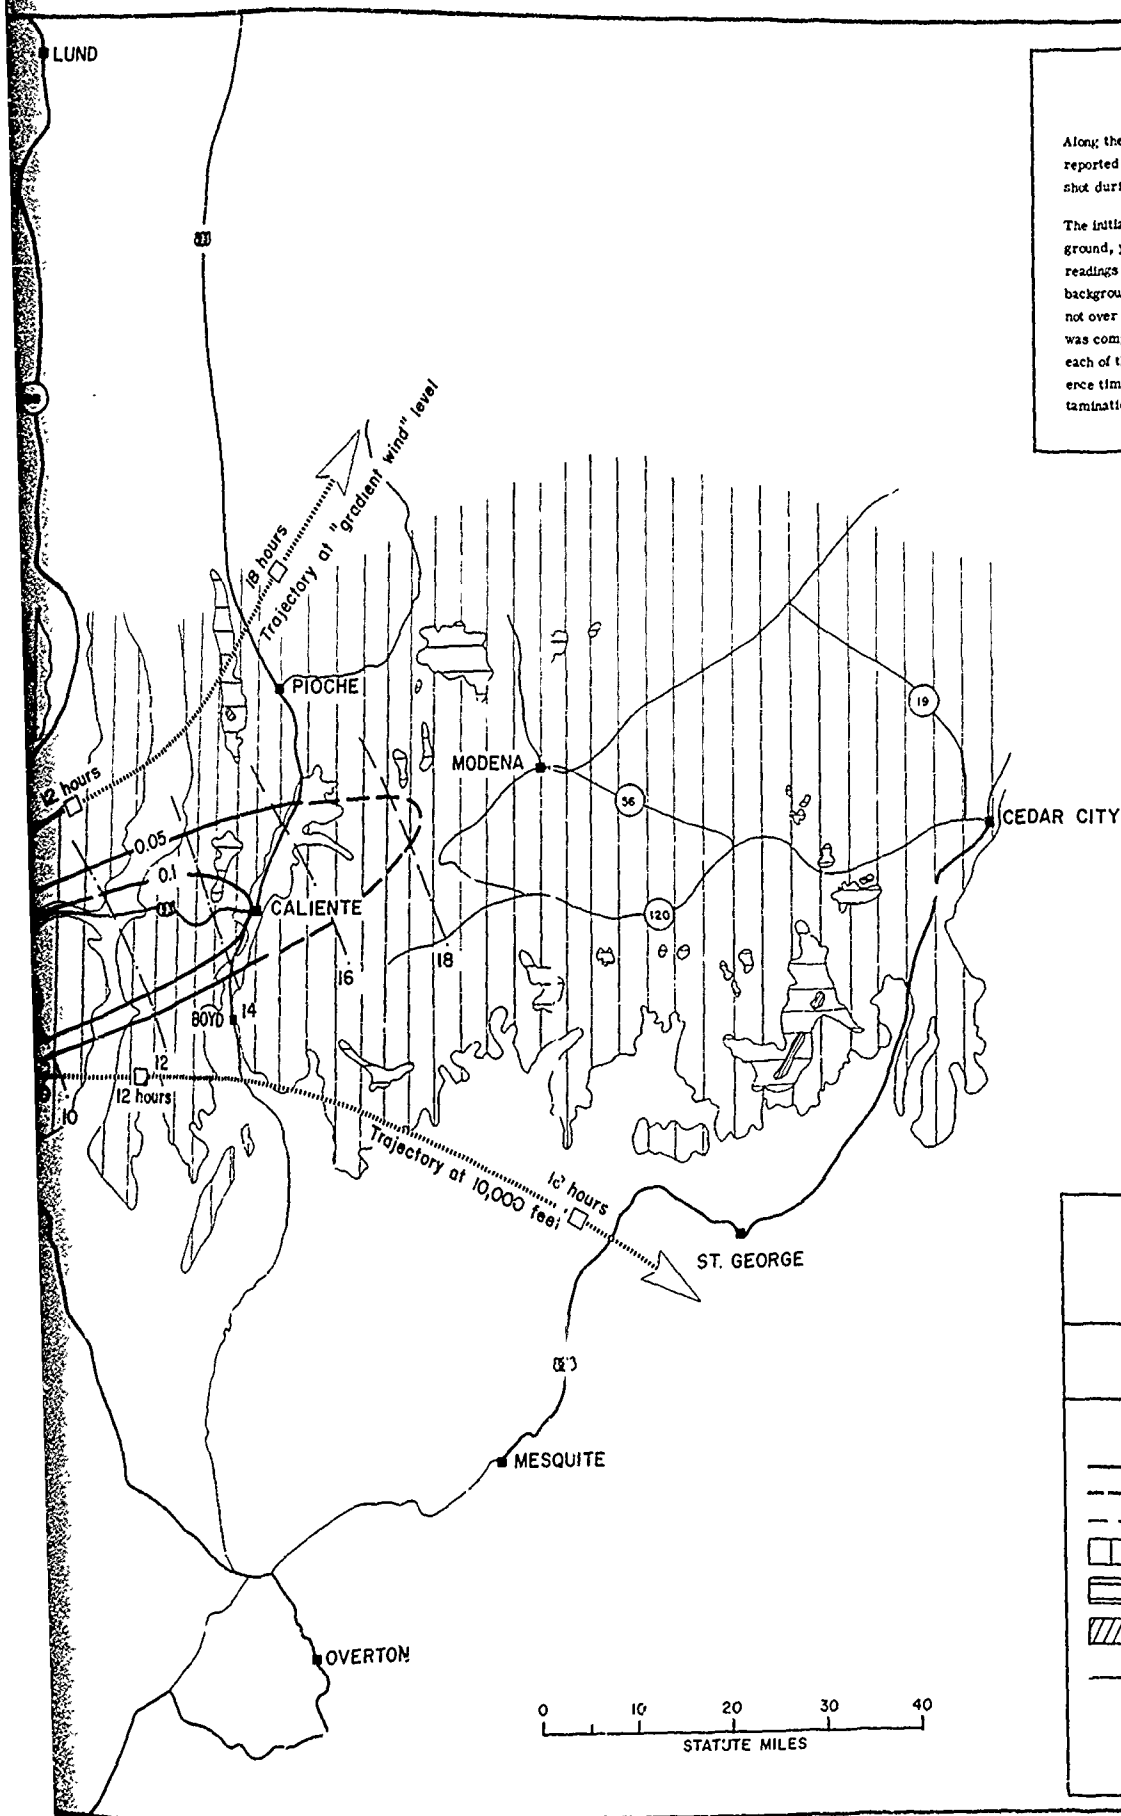 LUND
Along the
reported
shot duri
The initia
ground, y
readings
backgrou
not over
was com
each of t
ence tim
taminatio
Trajectory at "gradient wind" level
18 hours
PIOCHE
19
MODENA
12 hours
56
CEDAR CITY
0.05
0.1
CALIENTE
120
18
16
BOYD
14
12
12 hours
10
Trajectory at 10,000 feet
hours
ST. GEORGE
MESQUITE
OVERTON
0 10 20 30 40
STATUTE MILES